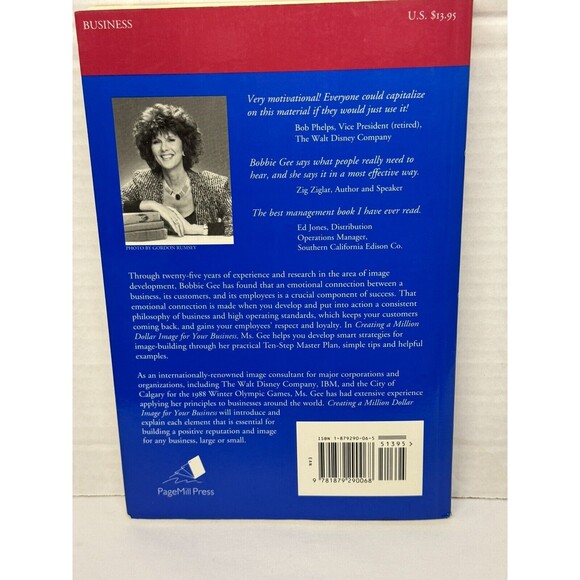 BUSINESS
U.S. $13.95
Very motivational! Everyone could capitalize
on this material if they would just use it!
Bob Phelps, Vice President (retired),
The Walt Disney Company
Bobbie Gee says what people really need to
hear, and she says it in a most effective way.
Zig Ziglar, Author and Speaker
The best management book I have ever read.
Ed Jones, Distribution
Operations Manager,
Southern California Edison Co.
PHOTO BY GORDON RUMSEY
Through twenty-five years of experience and research in the area of image
development, Bobbie Gee has found that an emotional connection between a
business, its customers, and its employees is a crucial component of success. That
emotional connection is made when you develop and put into action a consistent
philosophy of business and high operating standards, which keeps your customers
coming back, and gains your employees' respect and loyalty. In Creating a Million
Dollar Image for Your Business, Ms. Gee helps you develop smart strategies for
image-building through her practical Ten-Step Master Plan, simple tips and helpful
examples.
As an internationally-renowned image consultant for major corporations and
organizations, including The Walt Disney Company, IBM, and the City of
Calgary for the 1988 Winter Olympic Games, Ms. Gee has had extensive experience
applying her principles to businesses around the world. Creating a Million Dollar
Image for Your Business will introduce and
explain each element that is essential for
building a positive reputation and image
for any business, large or small.
PageMill Press
ISBN 1-879290-06-5
51395>
EAN
9 781879 290068